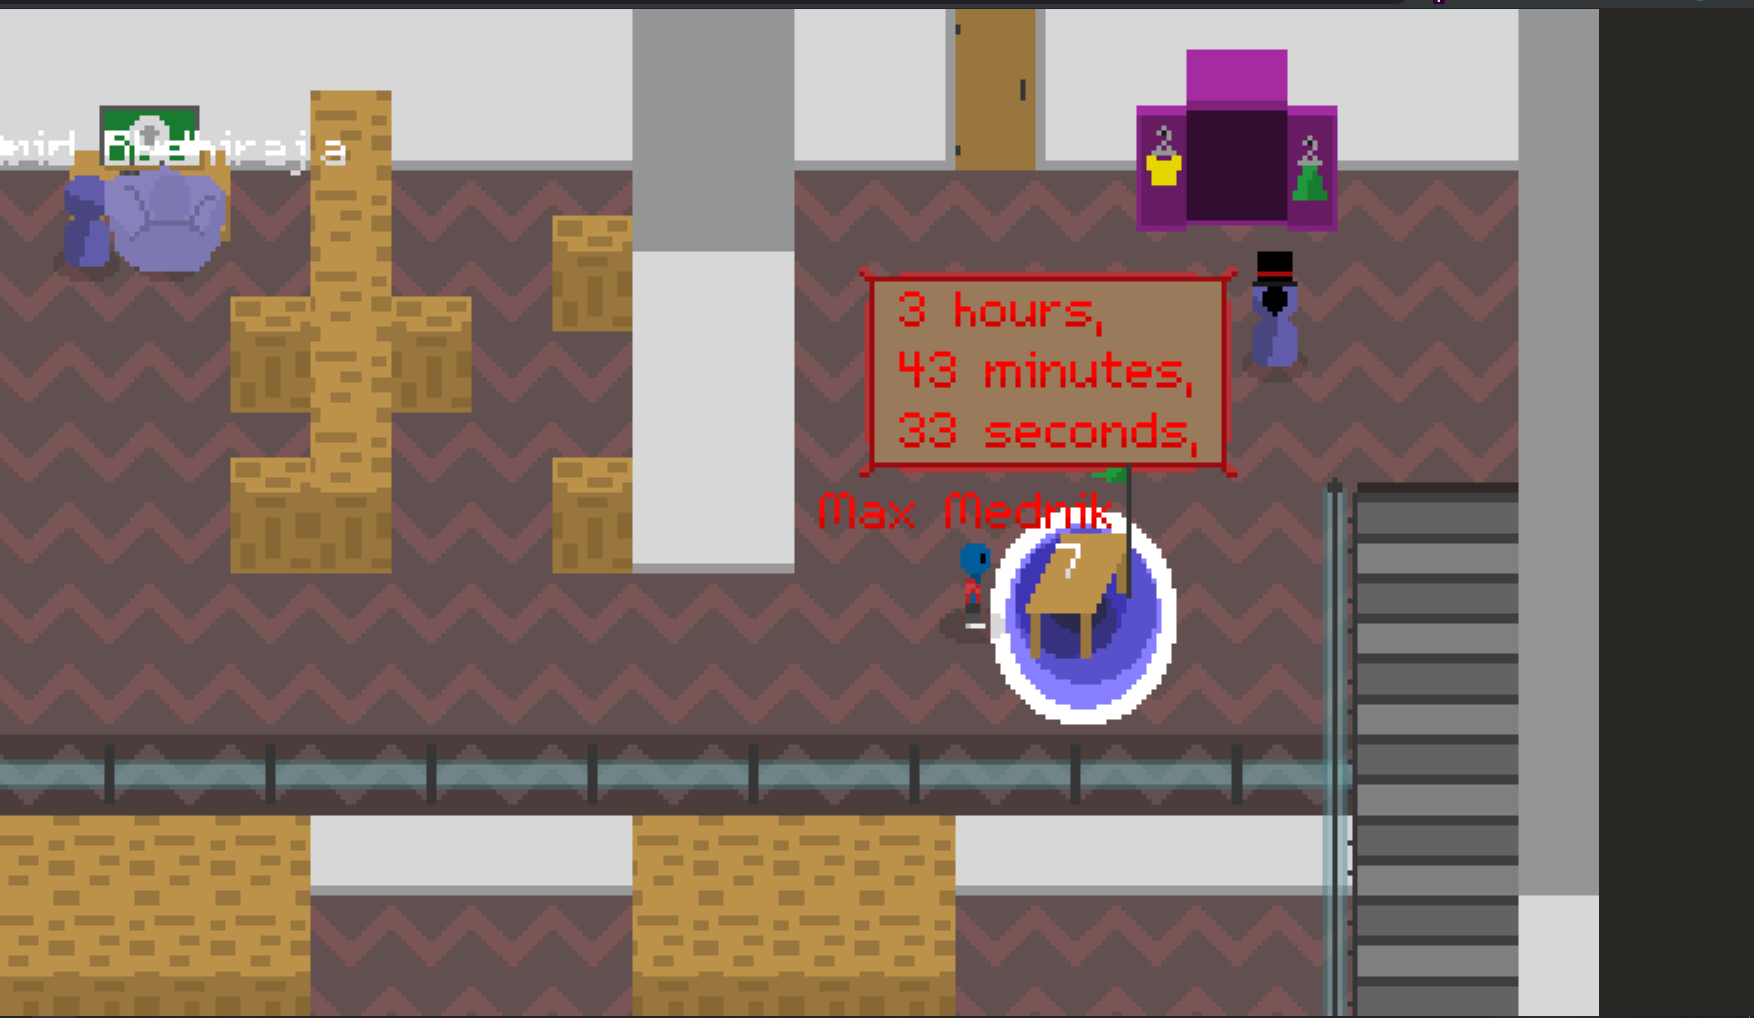 3 hours,
43 minutes,
33 seconds,
Max Mednik
7